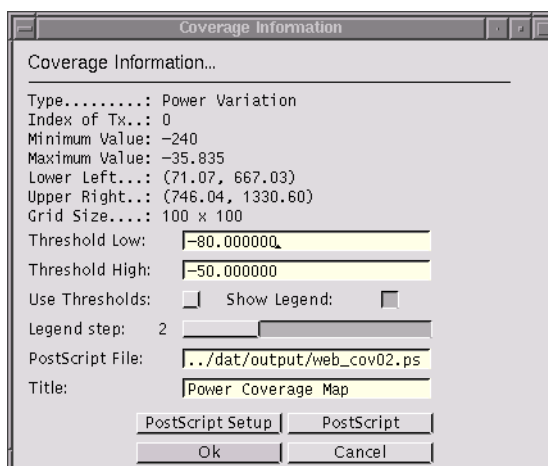 Coverage Information
Coverage Information...
Type.........: Power Variation
Index of Tx..: 0
Minimum Value: -240
Maximum Value: -35.835
Lower Left...: (71.07, 667.03)
Upper Right..: (746.04, 1330.60)
Grid Size....: 100 x 100
Threshold Low: -80.000000
Threshold High: -50.000000
Use Thresholds: Show Legend:
Legend step: 2
PostScript File: ../dat/output/web_cov02.ps
Title: Power Coverage Map
PostScript Setup PostScript
Ok Cancel